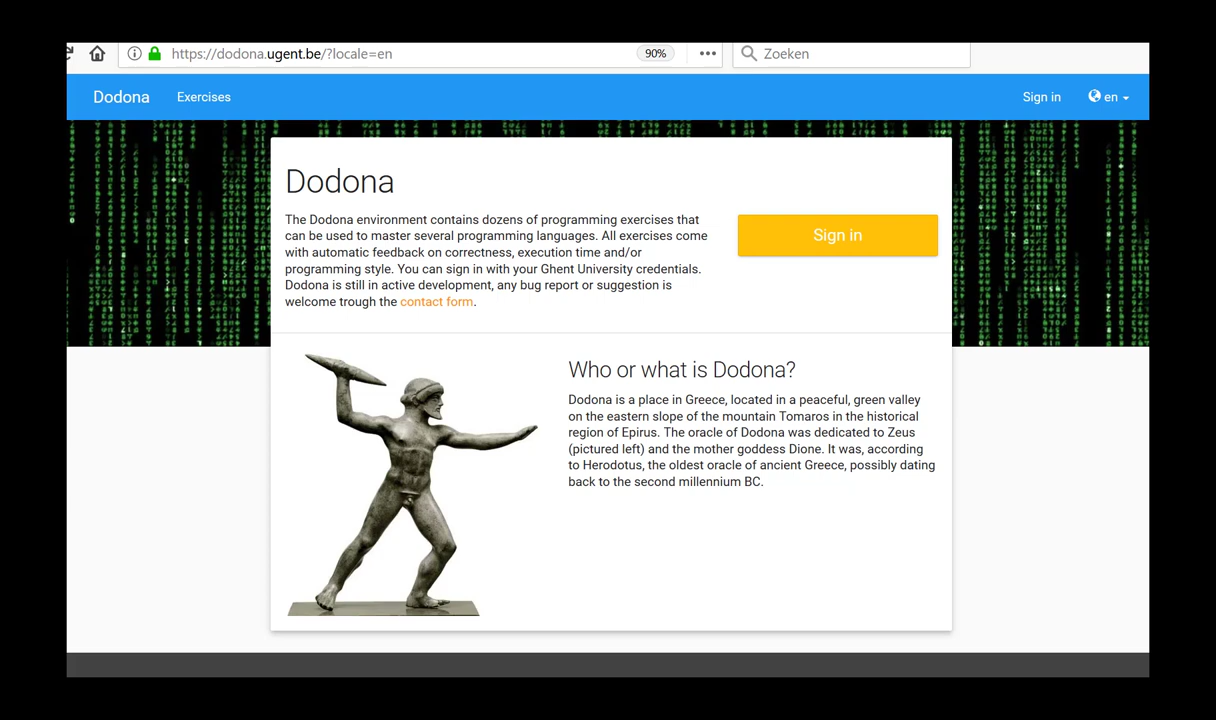 https://dodona.ugent.be/?locale=en
90%
Zoeken
Dodona
Exercises
Sign in
en
Dodona
The Dodona environment contains dozens of programming exercises that
can be used to master several programming languages. All exercises come
with automatic feedback on correctness, execution time and/or
programming style. You can sign in with your Ghent University credentials.
Dodona is still in active development, any bug report or suggestion is
welcome trough the contact form.
Sign in
Who or what is Dodona?
Dodona is a place in Greece, located in a peaceful, green valley
on the eastern slope of the mountain Tomaros in the historical
region of Epirus. The oracle of Dodona was dedicated to Zeus
(pictured left) and the mother goddess Dione. It was, according
to Herodotus, the oldest oracle of ancient Greece, possibly dating
back to the second millennium BC.